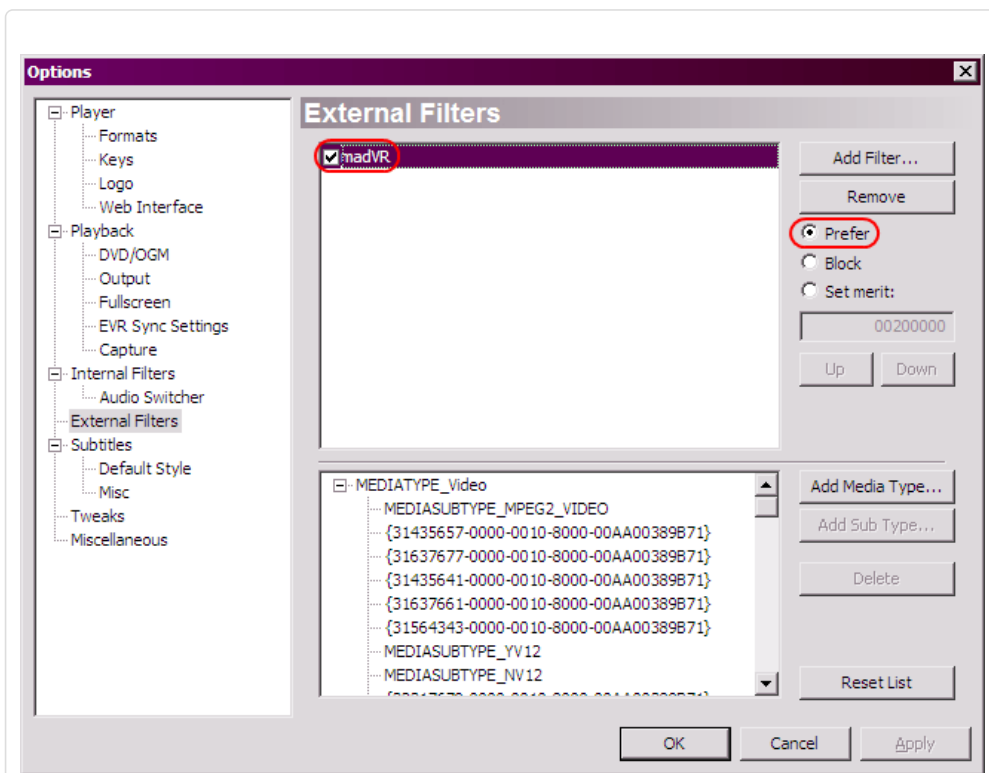 Options
Player
Formats
Keys
Logo
Web Interface
Playback
DVD/OGM
Output
Fullscreen
EVR Sync Settings
Capture
Internal Filters
Audio Switcher
External Filters
Subtitles
Default Style
Misc
Tweaks
Miscellaneous
External Filters
madVR
Add Filter...
Remove
Prefer
Block
Set merit:
00200000
Up Down
MEDIATYPE_Video
MEDIASUBTYPE_MPEG2_VIDEO
{31435657-0000-0010-8000-00AA00389B71}
{31637677-0000-0010-8000-00AA00389B71}
{31435641-0000-0010-8000-00AA00389B71}
{31637661-0000-0010-8000-00AA00389B71}
{31564343-0000-0010-8000-00AA00389B71}
MEDIASUBTYPE_YV12
MEDIASUBTYPE_NV12
Add Media Type...
Add Sub Type...
Delete
Reset List
OK Cancel Apply